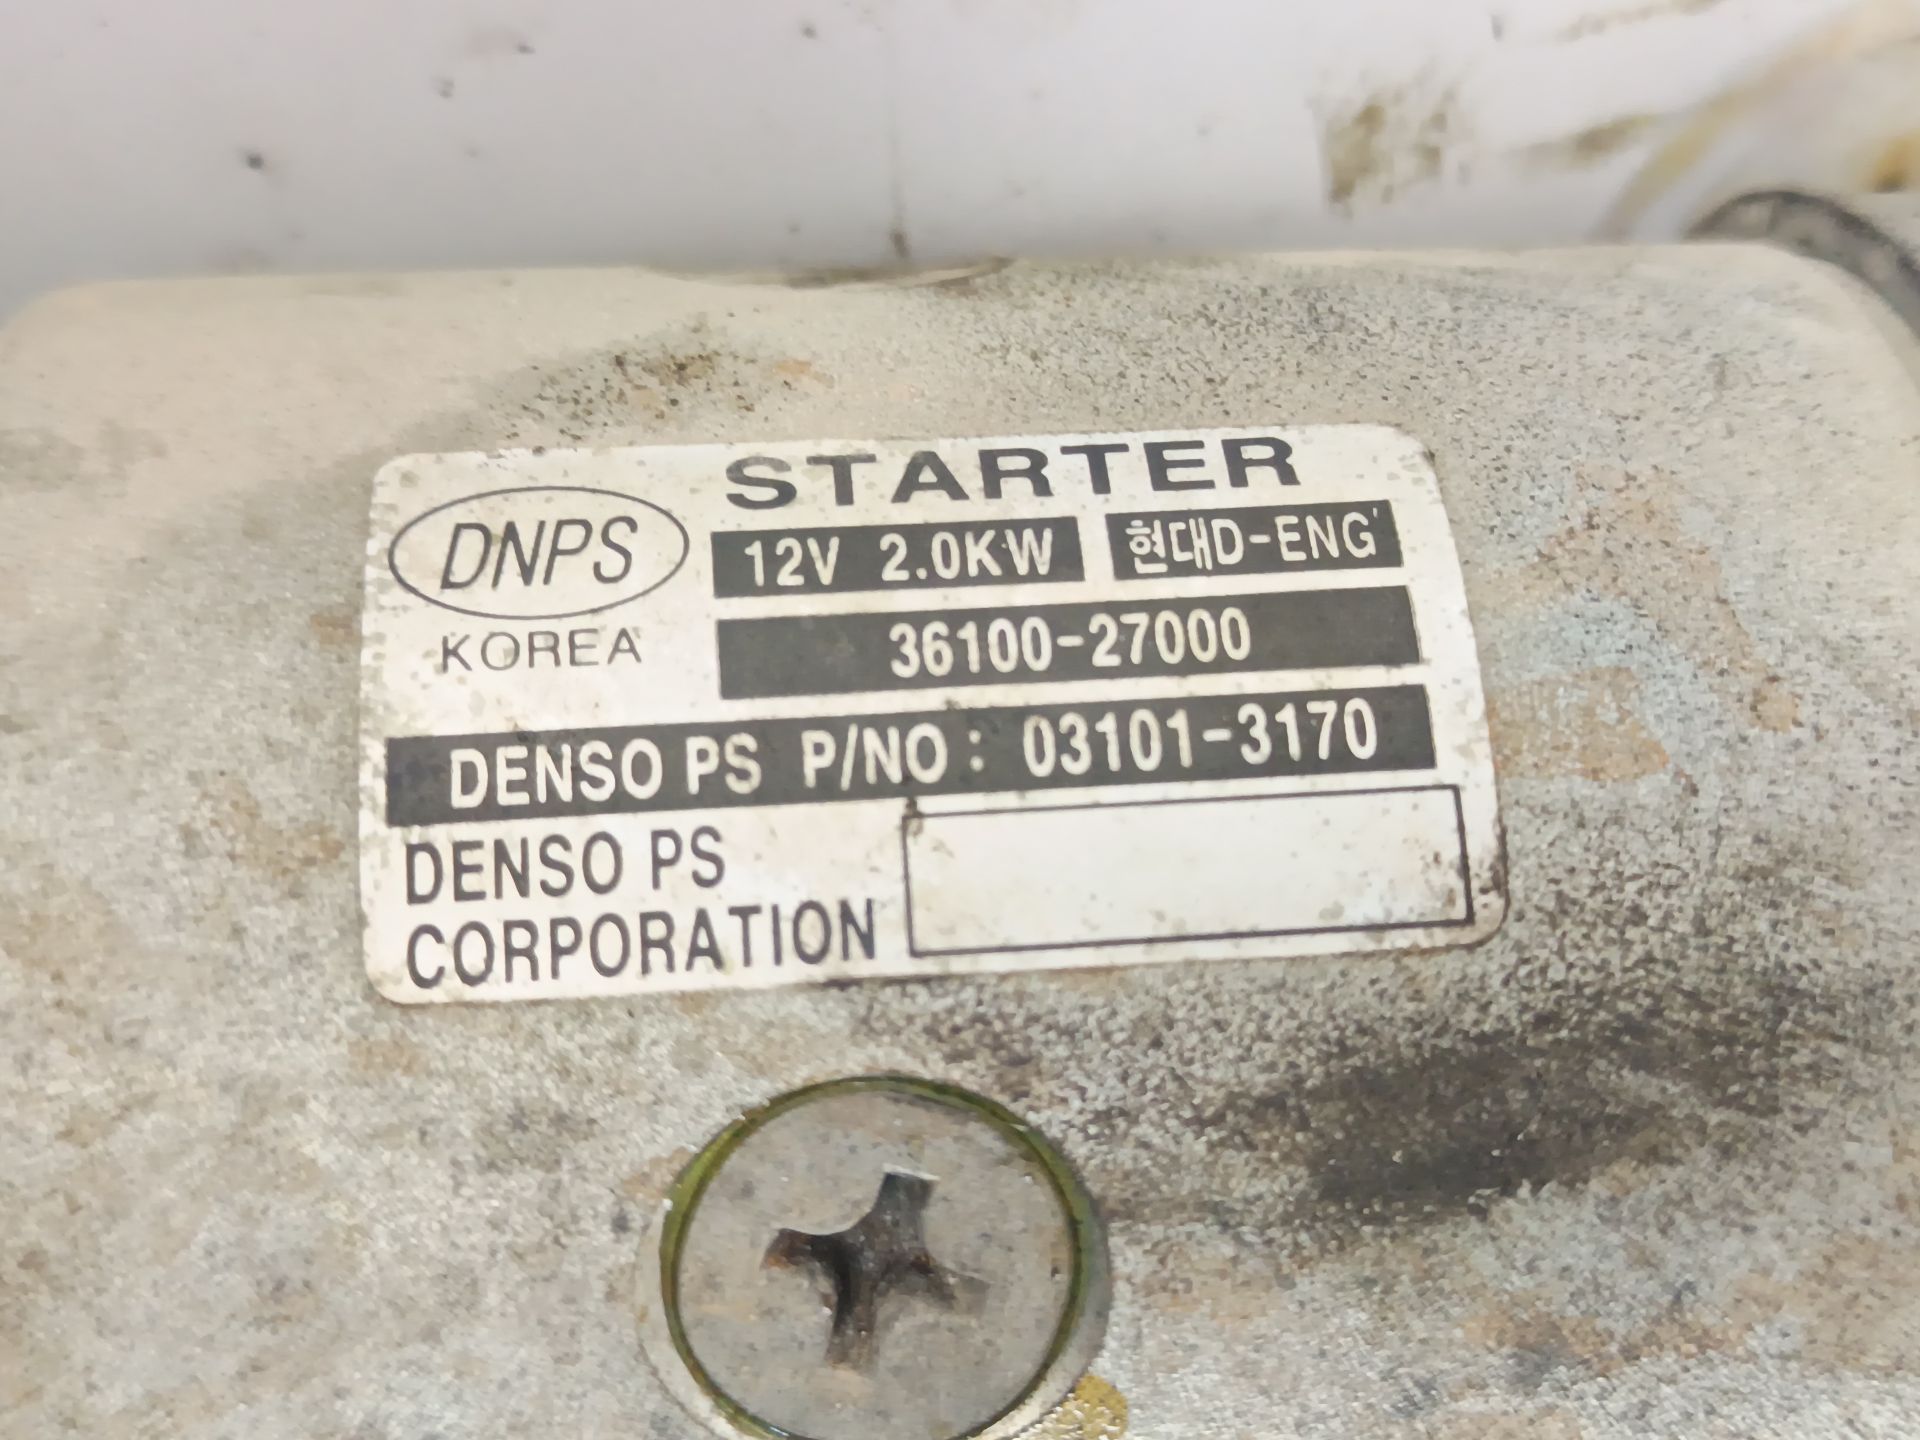 STARTER
DNPS
KOREA
12V 2.0KW 현대D-ENG'
36100-27000
DENSO PS P/NO: 03101-3170
DENSO PS
CORPORATION